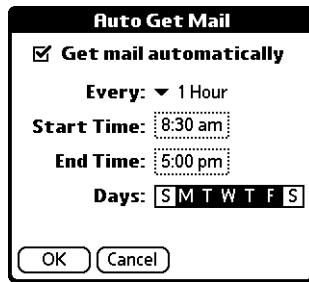 Auto Get Mail
Get mail automatically
Every: 1 Hour
Start Time: 8:30 am
End Time: 5:00 pm
Days: S M T W T F S
OK Cancel